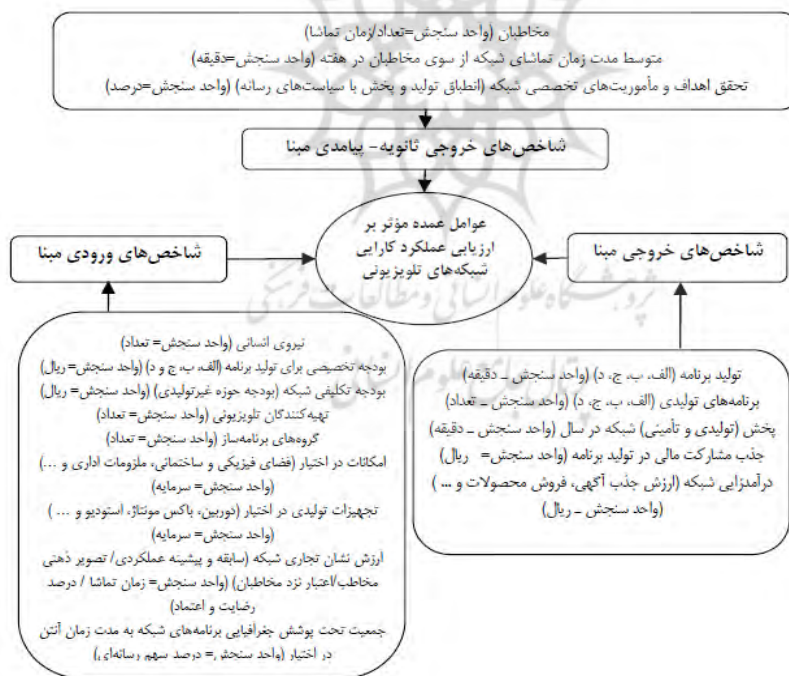 مخاطبان (واحد سنجش=تعداد/زمان تماشا)
متوسط مدت زمان تماشای شبکه از سوی مخاطبان در هفته (واحد سنجش=دقیقه)
تحقق اهداف و مأموریت‌های تخصصی شبکه (انطباق تولید و پخش با سیاست‌های رسانه) (واحد سنجش=درصد)
شاخص‌های خروجی ثانویه- پیامدی مبنا
عوامل عمده مؤثر بر
ارزیابی عملکرد کارایی
شبکه‌های تلویزیونی
شاخص‌های خروجی مبنا
شاخص‌های ورودی مبنا
پژوهشگاه علوم انسانی و مطالعات فرهنگی
پرتال جامع علوم انسانی
تولید برنامه (الف، ب، ج، د) (واحد سنجش ـ دقیقه)
برنامه‌های تولیدی (الف، ب، ج، د) (واحد سنجش ـ تعداد)
پخش (تولیدی و تأمینی) شبکه در سال (واحد سنجش ـ دقیقه)
جذب مشارکت مالی در تولید برنامه (واحد سنجش= ریال)
درآمدزایی شبکه (ارزش جذب آگهی، فروش محصولات و ... )
(واحد سنجش ـ ریال)
نیروی انسانی (واحد سنجش= تعداد)
بودجه تخصیصی برای تولید برنامه (الف، ب، ج و د) (واحد سنجش= ریال)
بودجه تکلیفی شبکه (بودجه حوزه غیرتولیدی) (واحد سنجش= ریال)
تهیه‌کنندگان تلویزیونی (واحد سنجش= تعداد)
گروه‌های برنامه‌ساز (واحد سنجش= تعداد)
امکانات در اختیار (فضای فیزیکی و ساختمانی، ملزومات اداری و ...)
(واحد سنجش= سرمایه)
تجهیزات تولیدی در اختیار (دوربین، باکس مونتاژ، استودیو و ... )
(واحد سنجش= سرمایه)
ارزش نشان تجاری شبکه (سابقه و پیشینه عملکردی/ تصویر ذهنی
مخاطب/اعتبار نزد مخاطبان) (واحد سنجش= زمان تماشا / درصد
رضایت و اعتماد)
جمعیت تحت پوشش جغرافیایی برنامه‌های شبکه به مدت زمان آنتن
در اختیار (واحد سنجش= درصد سهم رسانه‌ای)